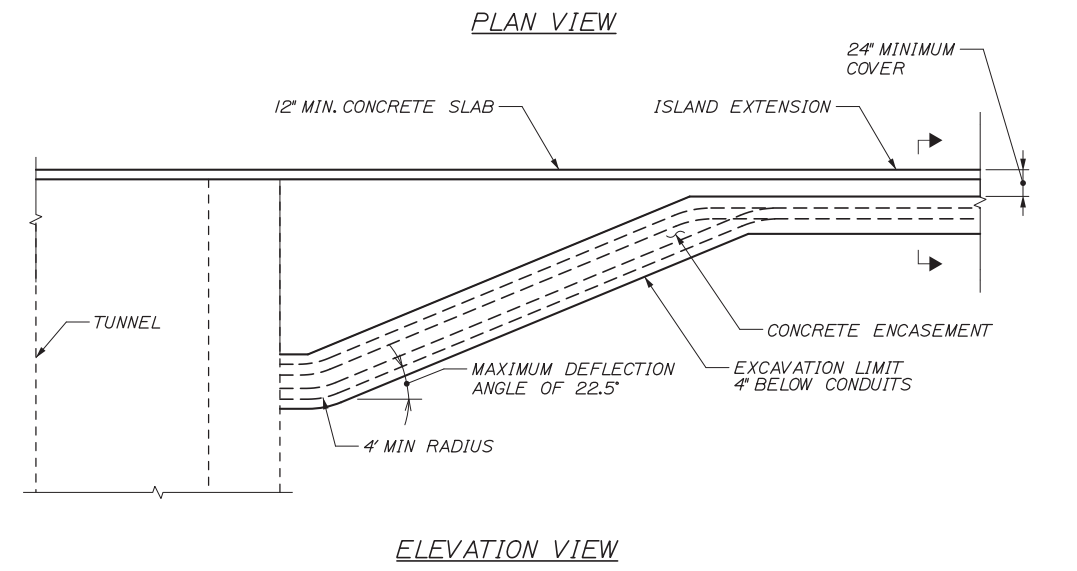 PLAN VIEW
24" MINIMUM
COVER
12" MIN. CONCRETE SLAB
ISLAND EXTENSION
TUNNEL
CONCRETE ENCASEMENT
MAXIMUM DEFLECTION
ANGLE OF 22.5°
EXCAVATION LIMIT
4" BELOW CONDUITS
4' MIN RADIUS
ELEVATION VIEW